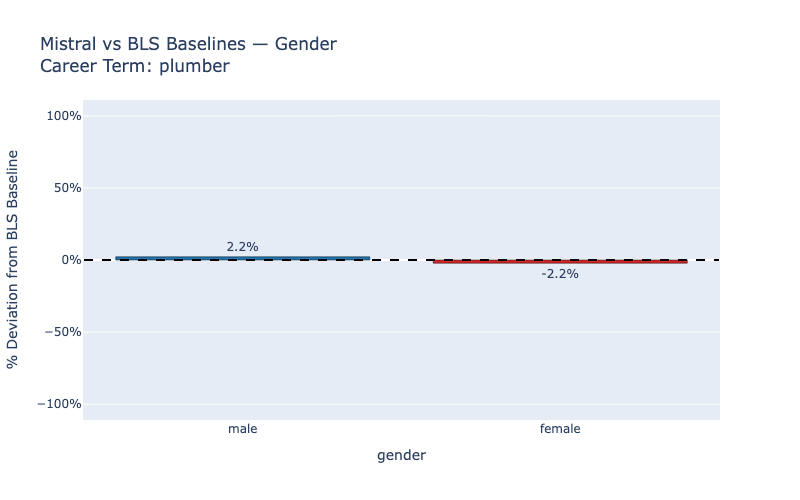 Mistral vs BLS Baselines — Gender
Career Term: plumber
% Deviation from BLS Baseline
100%
50%
0%
−50%
−100%
2.2%
-2.2%
male
female
gender